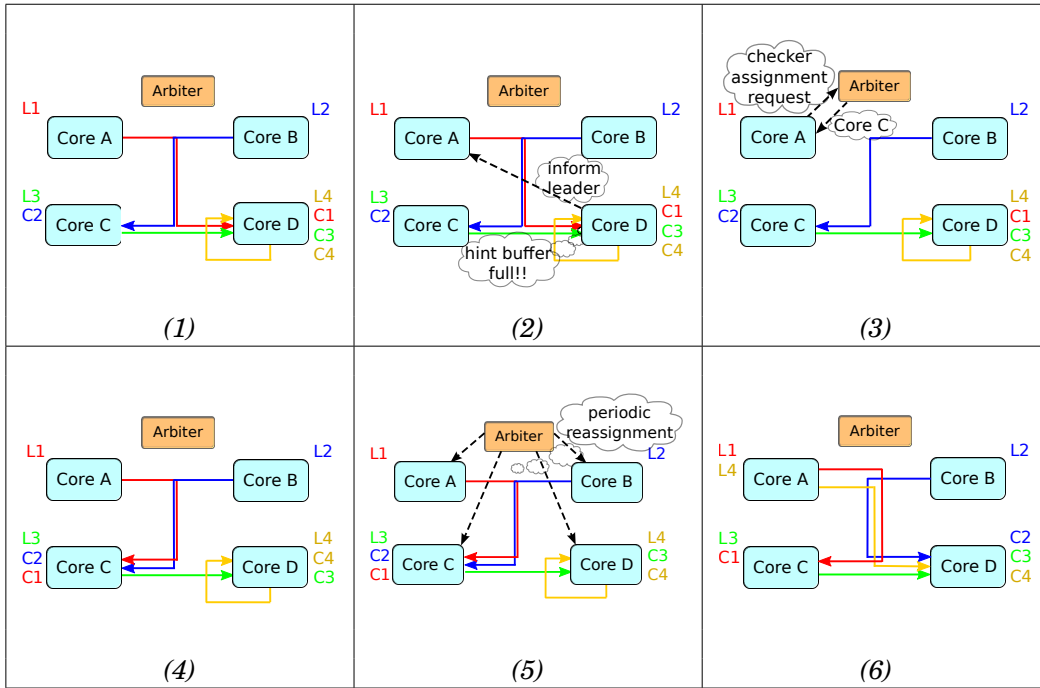 Arbiter
L1
L2
Core A
Core B
L3
C2
Core C
Core D
L4
C1
C3
C4
(1)
Arbiter
L1
L2
Core A
Core B
inform
leader
L3
C2
Core C
Core D
L4
C1
C3
C4
hint buffer
full!!
(2)
checker
assignment
request
Arbiter
L1
L2
Core A
Core C
Core B
L3
C2
Core C
Core D
L4
C1
C3
C4
(3)
Arbiter
L1
L2
Core A
Core B
L3
C2
C1
Core C
Core D
L4
C4
C3
(4)
periodic
reassignment
Arbiter
L1
L2
Core A
Core B
L3
C2
C1
Core C
Core D
L4
C3
C4
(5)
Arbiter
L1
L4
L2
Core A
Core B
L3
C1
Core C
Core D
C2
C3
C4
(6)